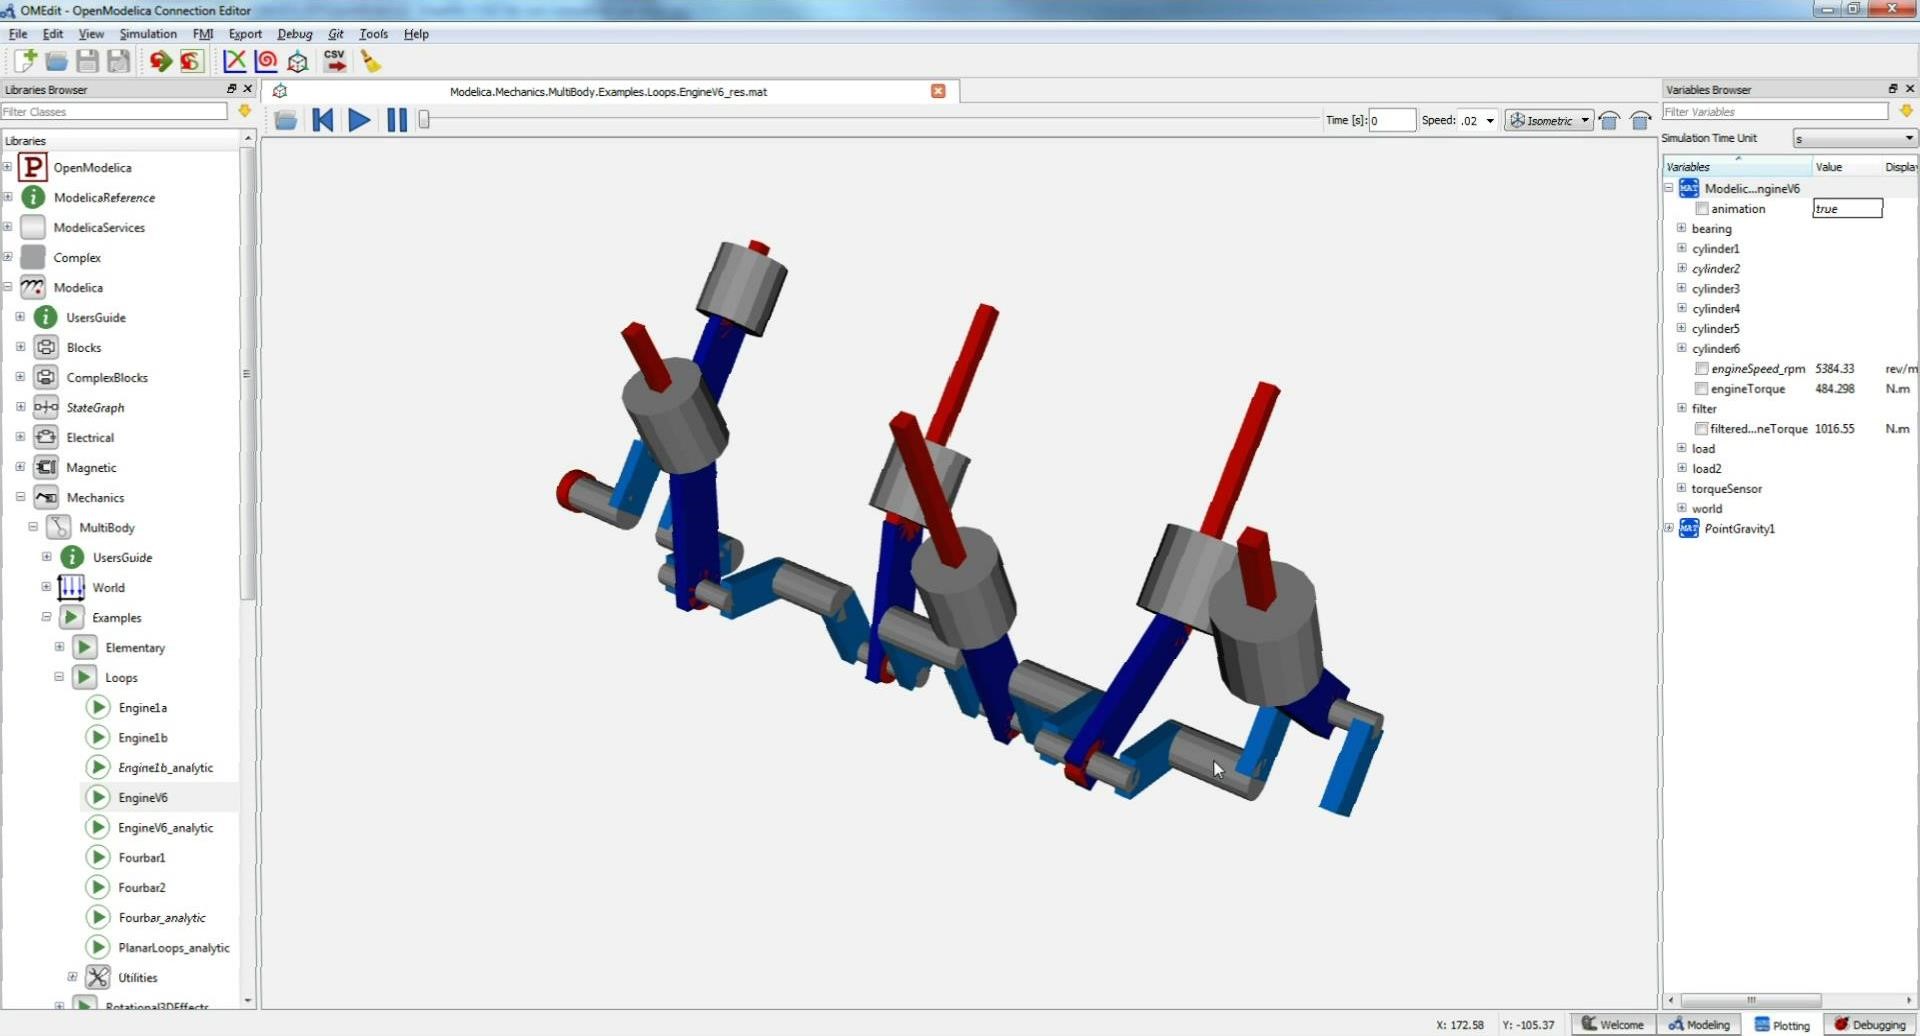 OMEdit - OpenModelica Connection Editor
File Edit View Simulation FMI Export Debug Git Tools Help
CSV
Libraries Browser
Filter Classes
Libraries
P OpenModelica
i ModelicaReference
ModelicaServices
Complex
Modelica
i UsersGuide
Blocks
ComplexBlocks
StateGraph
Electrical
Magnetic
Mechanics
MultiBody
i UsersGuide
World
Examples
Elementary
Loops
Engine1a
Engine1b
Engine1b_analytic
EngineV6
EngineV6_analytic
Fourbar1
Fourbar2
Fourbar_analytic
PlanarLoops_analytic
Utilities
Rotational3DEffects
Modelica.Mechanics.MultiBody.Examples.Loops.EngineV6_res.mat
Time [s]: 0 Speed: .02 Isometric
Variables Browser
Filter Variables
Simulation Time Unit s
Variables Value Display
MAT Modelic...ngineV6
animation true
bearing
cylinder1
cylinder2
cylinder3
cylinder4
cylinder5
cylinder6
engineSpeed_rpm 5384.33 rev/m
engineTorque 484.298 N.m
filter
filtered...neTorque 1016.55 N.m
load
load2
torqueSensor
world
MAT PointGravity1
X: 172.58 Y: -105.37 Welcome Modeling Plotting Debugging